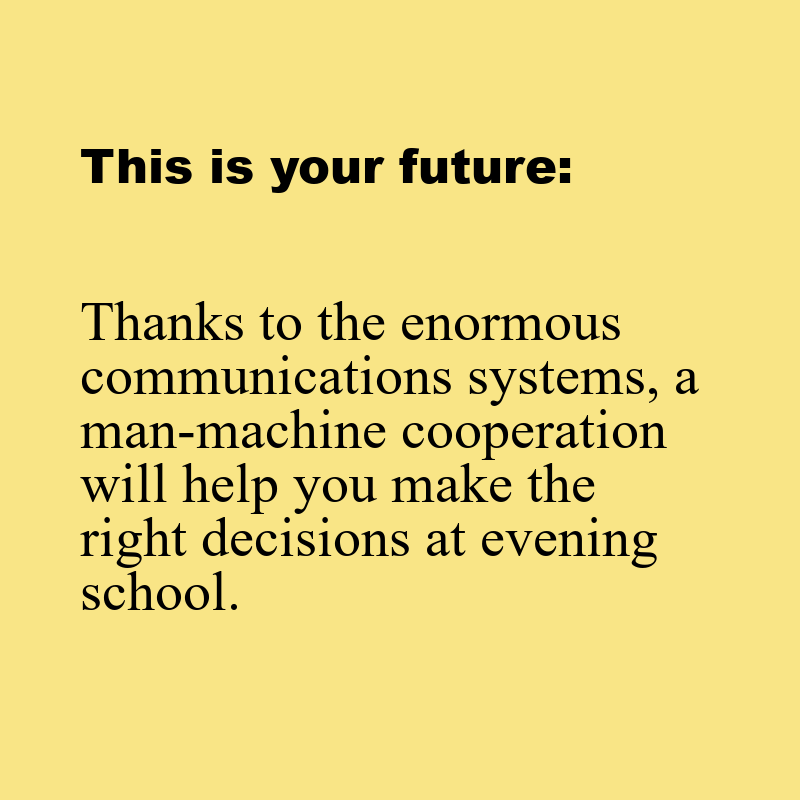 This is your future:
Thanks to the enormous
communications systems, a
man-machine cooperation
will help you make the
right decisions at evening
school.